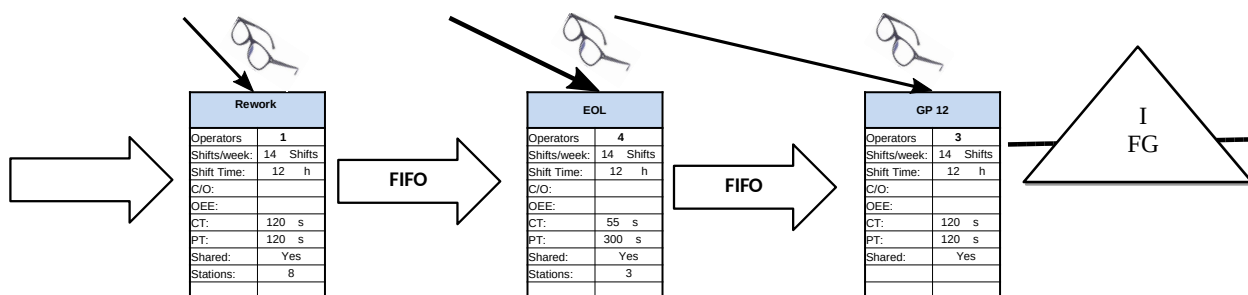 Rework
Operators 1
Shifts/week: 14 Shifts
Shift Time: 12 h
C/O:
OEE:
CT: 120 s
PT: 120 s
Shared: Yes
Stations: 8
FIFO
EOL
Operators 4
Shifts/week: 14 Shifts
Shift Time: 12 h
C/O:
OEE:
CT: 55 s
PT: 300 s
Shared: Yes
Stations: 3
FIFO
GP 12
Operators 3
Shifts/week: 14 Shifts
Shift Time: 12 h
C/O:
OEE:
CT: 120 s
PT: 120 s
Shared: Yes
I
FG